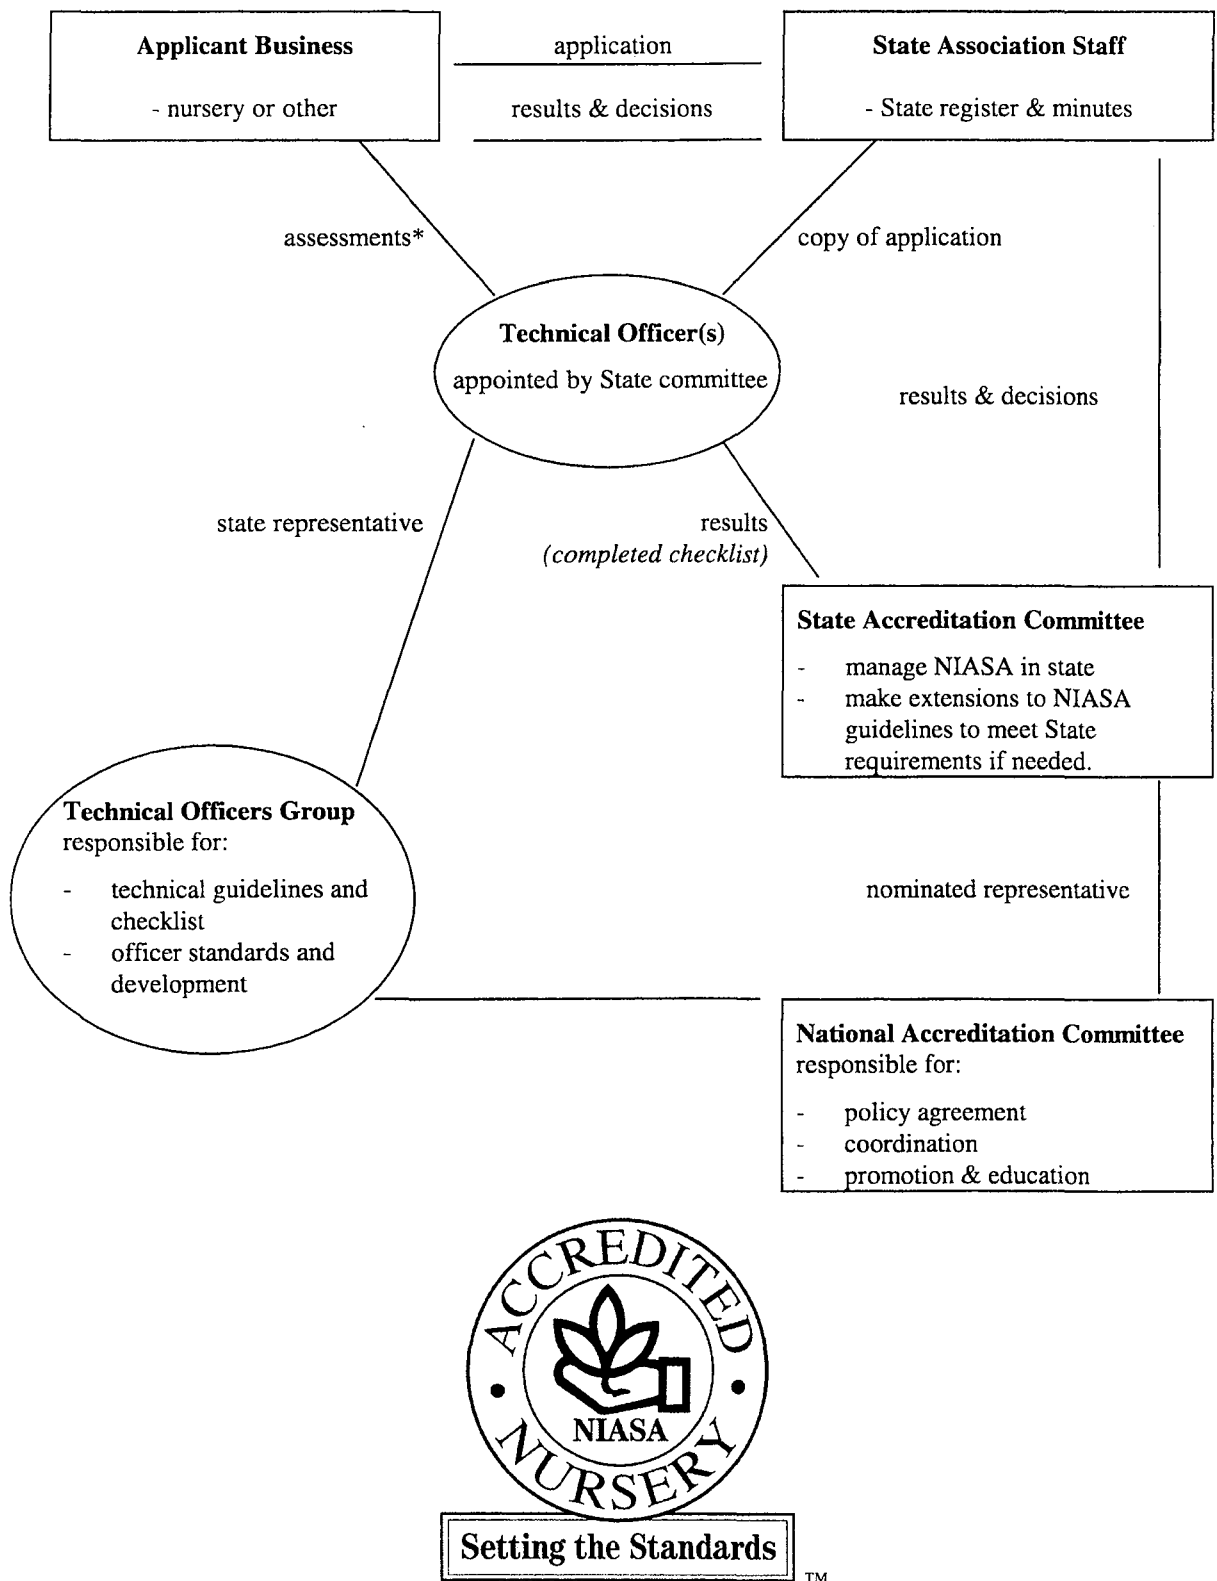 Applicant Business
- nursery or other
application
results & decisions
State Association Staff
- State register & minutes
assessments*
copy of application
Technical Officer(s)
appointed by State committee
results & decisions
state representative
results
(completed checklist)
State Accreditation Committee
- manage NIASA in state
- make extensions to NIASA
guidelines to meet State
requirements if needed.
Technical Officers Group
responsible for:
- technical guidelines and
checklist
- officer standards and
development
nominated representative
National Accreditation Committee
responsible for:
- policy agreement
- coordination
- promotion & education
ACCREDITED
NIASA
NURSERY
Setting the Standards
TM